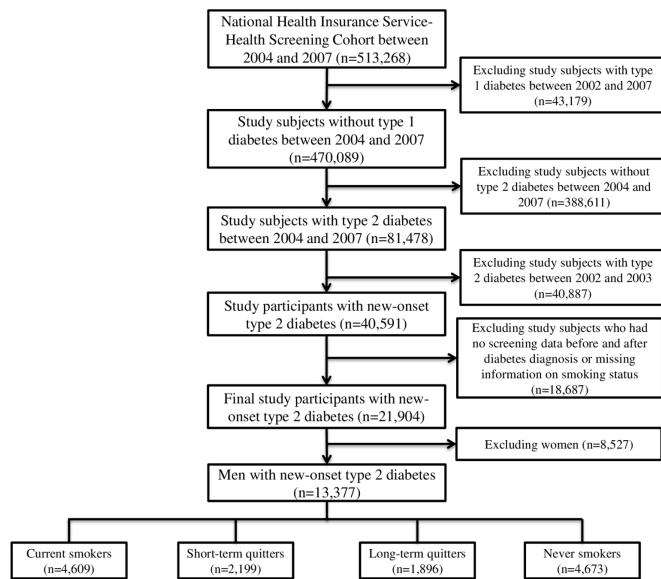 National Health Insurance Service-
Health Screening Cohort between
2004 and 2007 (n=513,268)
Excluding study subjects with type
1 diabetes between 2002 and 2007
(n=43,179)
Study subjects without type 1
diabetes between 2004 and 2007
(n=470,089)
Excluding study subjects without
type 2 diabetes between 2004 and
2007 (n=388,611)
Study subjects with type 2 diabetes
between 2004 and 2007 (n=81,478)
Excluding study subjects with type
2 diabetes between 2002 and 2003
(n=40,887)
Study participants with new-onset
type 2 diabetes (n=40,591)
Excluding study subjects who had
no screening data before and after
diabetes diagnosis or missing
information on smoking status
(n=18,687)
Final study participants with new-
onset type 2 diabetes (n=21,904)
Excluding women (n=8,527)
Men with new-onset type 2 diabetes
(n=13,377)
Current smokers
(n=4,609)
Short-term quitters
(n=2,199)
Long-term quitters
(n=1,896)
Never smokers
(n=4,673)